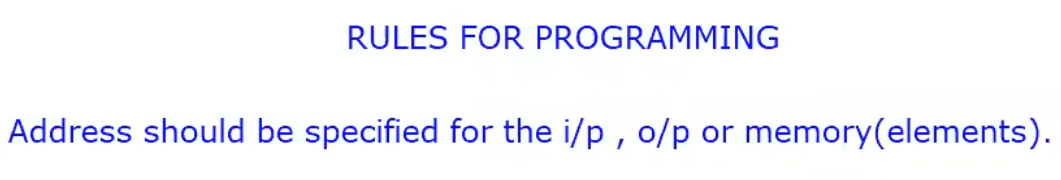 RULES FOR PROGRAMMING
Address should be specified for the i/p , o/p or memory(elements).